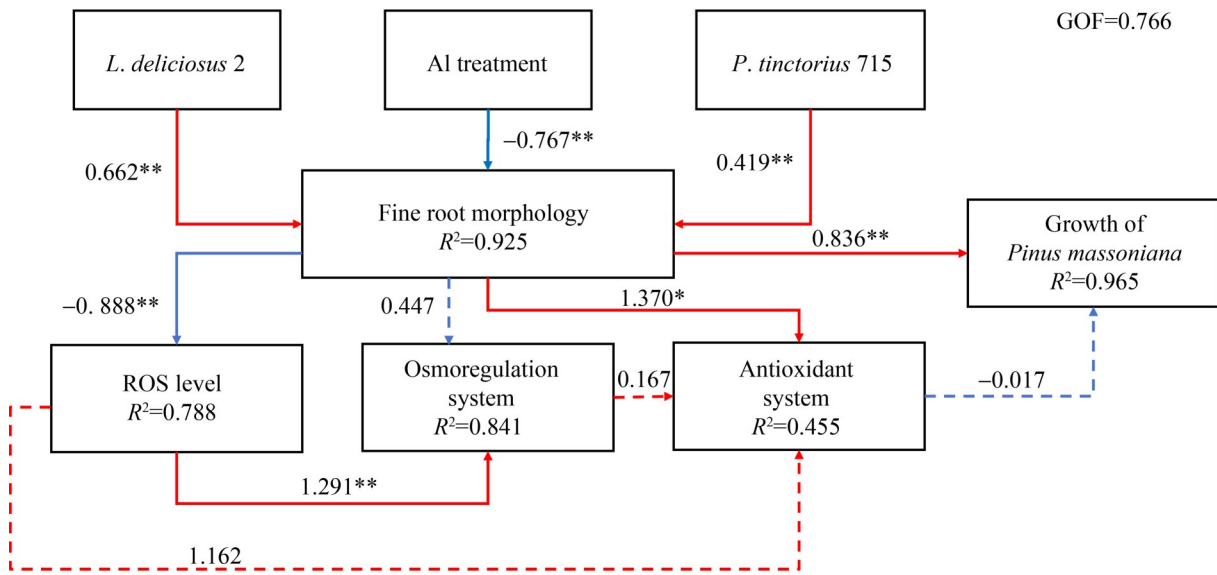 GOF=0.766
L. deliciosus 2
Al treatment
P. tinctorius 715
−0.767**
0.662**
0.419**
Fine root morphology
R²=0.925
Growth of
Pinus massoniana
R²=0.965
0.836**
−0. 888**
0.447
1.370*
ROS level
R²=0.788
Osmoregulation
system
R²=0.841
0.167
Antioxidant
system
R²=0.455
−0.017
1.291**
1.162